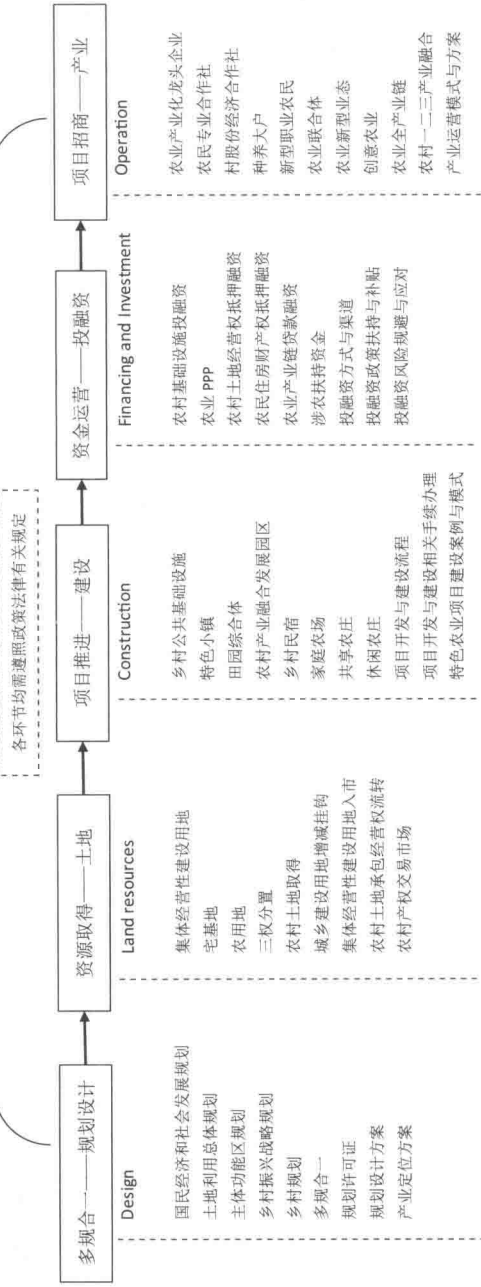 各环节均需遵照政策法律有关规定
多规合一——规划设计
资源取得——土地
项目推进——建设
资金运营——投融资
项目招商——产业
Design
国民经济和社会发展规划
土地利用总体规划
主体功能区规划
乡村振兴战略规划
乡村规划
多规合一
规划许可证
规划设计方案
产业定位方案
Land resources
集体经营性建设用地
宅基地
农用地
三权分置
农村土地取得
城乡建设用地增减挂钩
集体经营性建设用地入市
农村土地承包经营权流转
农村产权交易市场
Construction
乡村公共基础设施
特色小镇
田园综合体
农村产业融合发展园区
乡村民宿
家庭农场
共享农庄
休闲农庄
项目开发与建设流程
项目开发与建设相关手续办理
特色农业项目建设案例与模式
Financing and Investment
农村基础设施投融资
农业 PPP
农村土地经营权抵押融资
农民住房财产权抵押融资
农业产业链贷款融资
涉农扶持资金
投融资方式与渠道
投融资政策扶持与补贴
投融资风险规避与应对
Operation
农业产业化龙头企业
农民专业合作社
村股份经济合作社
种养大户
新型职业农民
农业联合体
农业新型业态
创意农业
农业全产业链
农村一二三产业融合
产业运营模式与方案